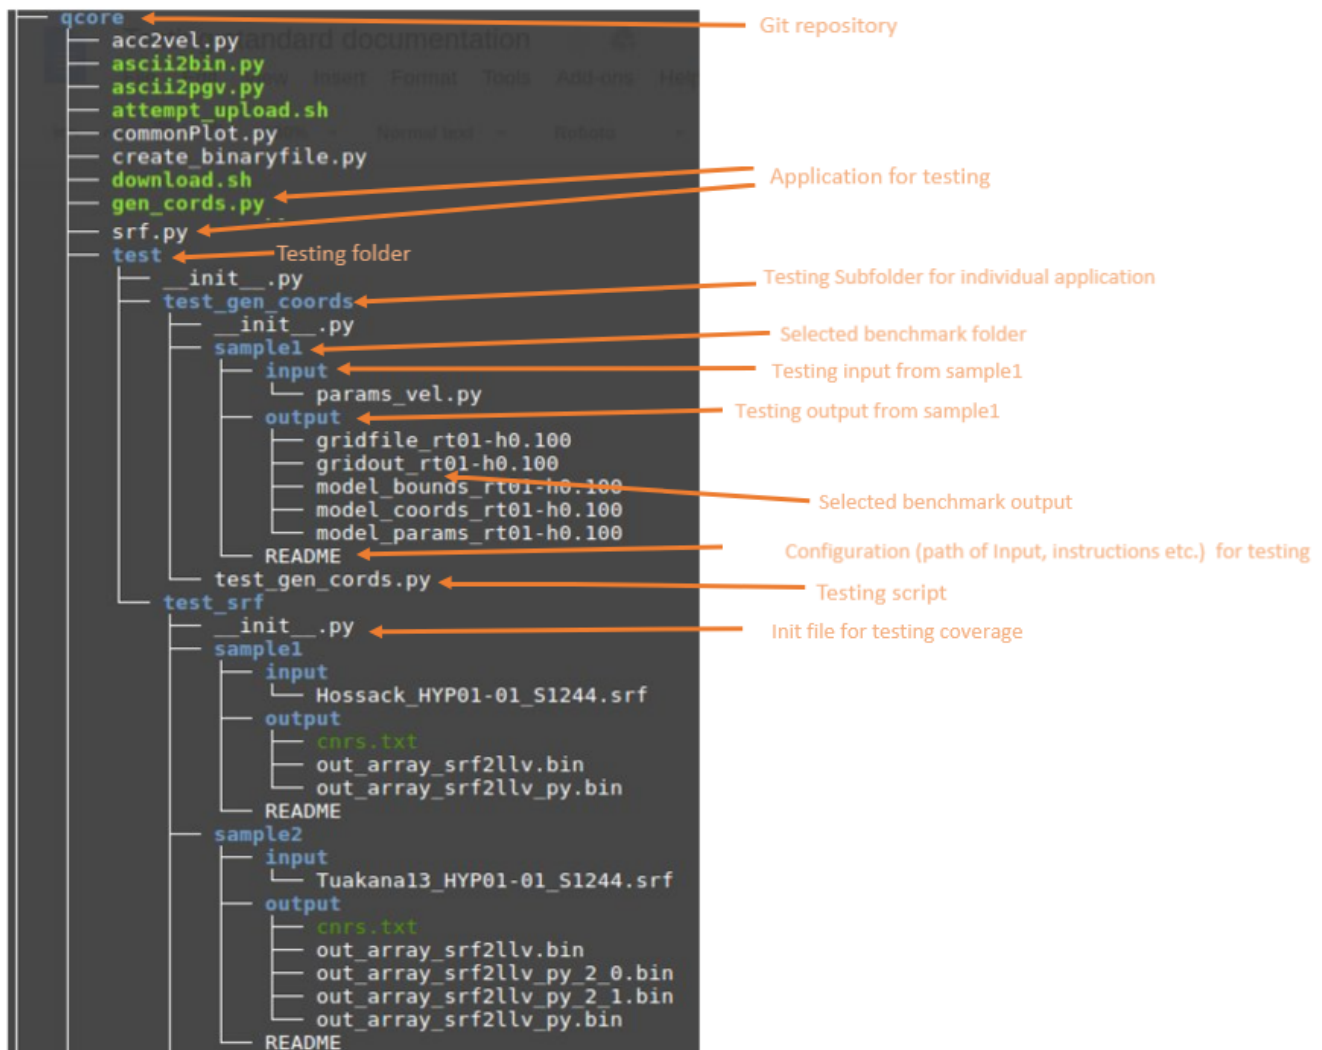 qcore Git repository
acc2vel.py
ascii2bin.py
ascii2pgv.py
attempt_upload.sh
commonPlot.py
create_binaryfile.py
download.sh
Application for testing
gen_cords.py
srf.py
test Testing folder
__init__.py
Testing Subfolder for individual application
test_gen_coords
__init__.py
Selected benchmark folder
sample1
input Testing input from sample1
params_vel.py
output Testing output from sample1
gridfile_rt01-h0.100
gridout_rt01-h0.100
model_bounds_rt01-h0.100
Selected benchmark output
model_coords_rt01-h0.100
model_params_rt01-h0.100
README Configuration (path of Input, instructions etc.) for testing
test_gen_cords.py Testing script
test_srf
__init__.py Init file for testing coverage
sample1
input
Hossack_HYP01-01_S1244.srf
output
cnrs.txt
out_array_srf2llv.bin
out_array_srf2llv_py.bin
README
sample2
input
Tuakana13_HYP01-01_S1244.srf
output
cnrs.txt
out_array_srf2llv.bin
out_array_srf2llv_py_2_0.bin
out_array_srf2llv_py_2_1.bin
out_array_srf2llv_py.bin
README